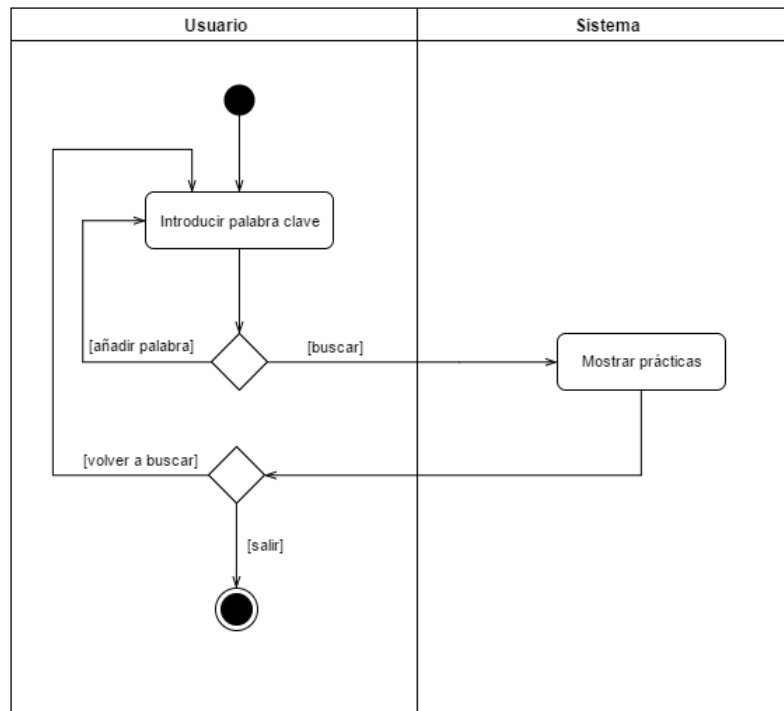 Usuario
Sistema
Introducir palabra clave
[añadir palabra]
[buscar]
Mostrar prácticas
[volver a buscar]
[salir]